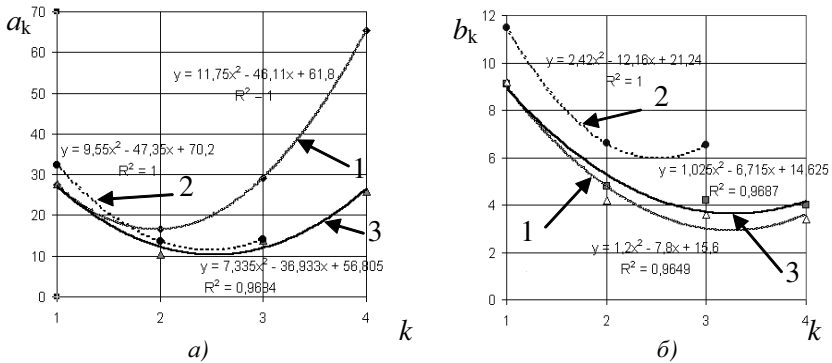 a_k
70
60
50
40
30
20
10
0
y = 11,75x² - 46,11x + 61,8
R² = 1
y = 9,55x² - 47,35x + 70,2
R² = 1
1
2
3
y = 7,335x² - 36,933x + 56,805
R² = 0,9684
1 2 3 4
k
а)
b_k
12
10
8
6
4
2
0
y = 2,42x² - 12,16x + 21,24
R² = 1
2
y = 1,025x² - 6,715x + 14,625
R² = 0,9687
1
y = 1,2x² - 7,8x + 15,6
R² = 0,9649
3
1 2 3 4
k
б)